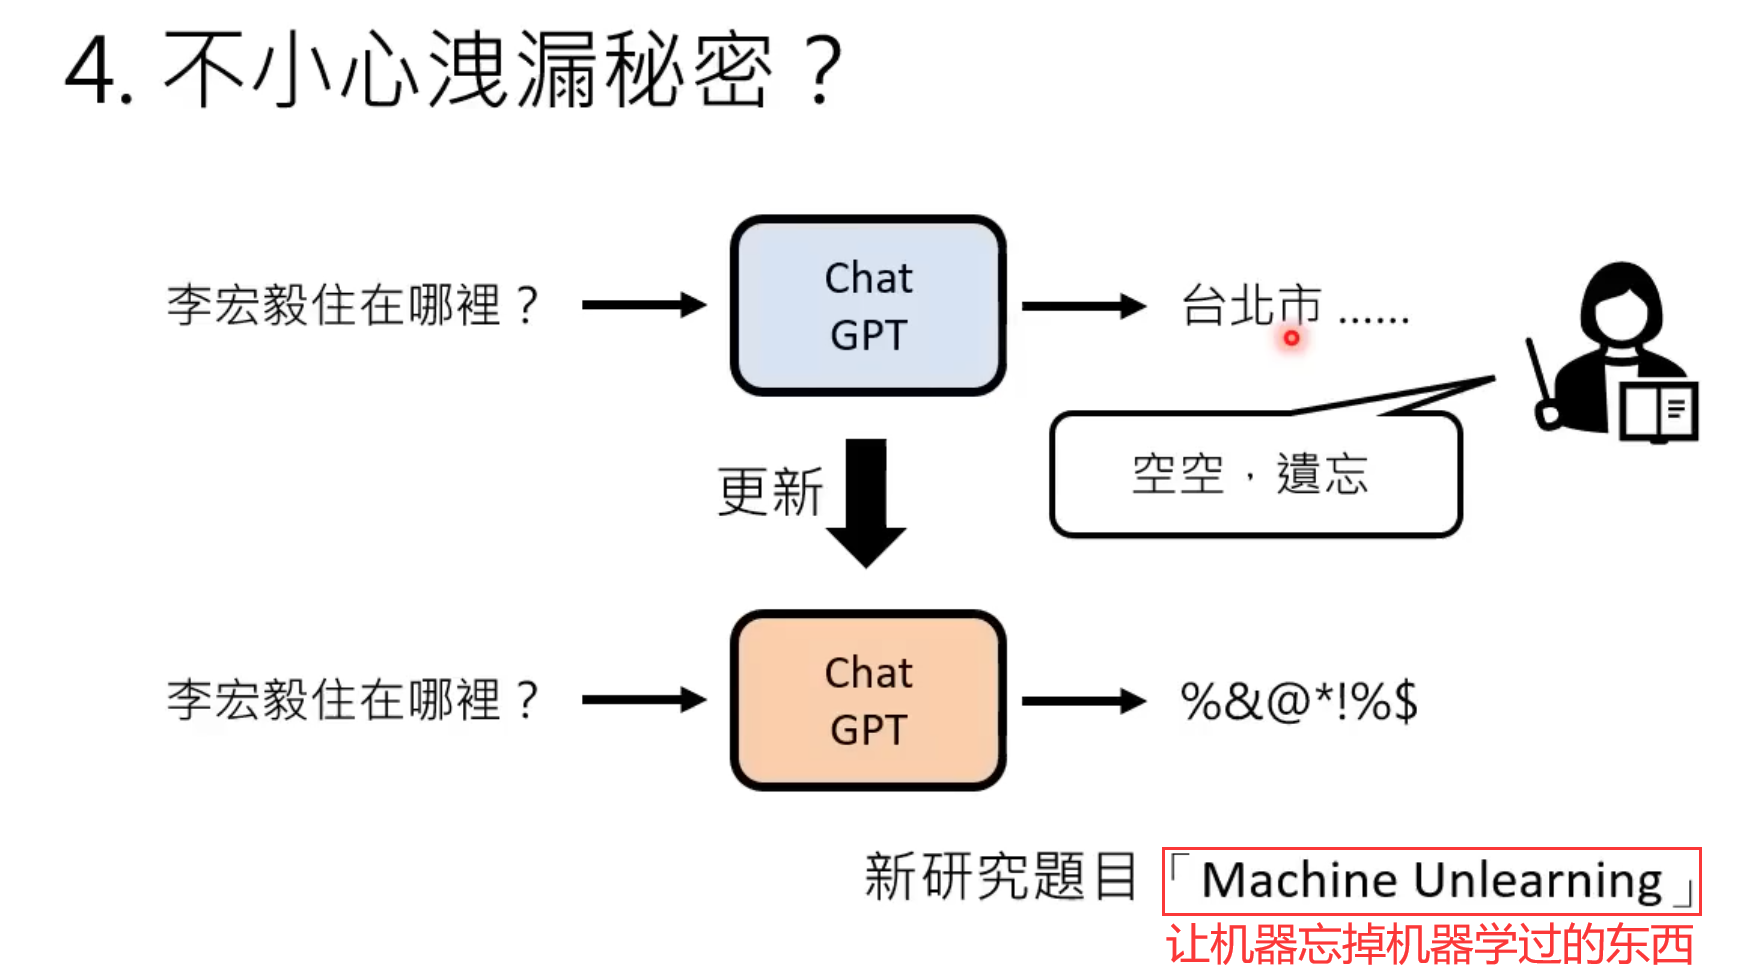 4. 不小心洩漏秘密？
李宏毅住在哪裡？
Chat
GPT
台北市 ......
空空，遺忘
更新
李宏毅住在哪裡？
Chat
GPT
%&@*!%$
新研究題目「Machine Unlearning」
让机器忘掉机器学过的东西